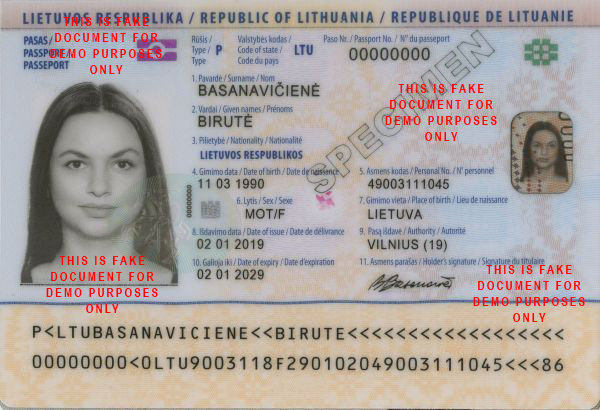 LIETUVOS RESPUBLIKA / REPUBLIC OF LITHUANIA / REPUBLIQUE DE LITUANIE
PASAS/
PASSPORT/
PASSEPORT
Rūšis /
Type /
Type
P
Valstybės kodas /
Code of state /
Code du pays
LTU
Paso Nr. / Passport No. / N° du passeport
00000000
THIS IS FAKE
DOCUMENT FOR
DEMO PURPOSES
ONLY
1. Pavardė / Surname / Nom
BASANAVIČIENĖ
2. Vardai / Given names / Prénoms
BIRUTĖ
3. Pilietybė / Nationality / Nationalité
LIETUVOS RESPUBLIKOS
SPECIMEN
THIS IS FAKE
DOCUMENT FOR
DEMO PURPOSES
ONLY
4. Gimimo data / Date of birth / Date de naissance
11 03 1990
5. Asmens kodas / Personal No. / N° personnel
49003111045
00000000
6. Lytis / Sex / Sexe
MOT/F
7. Gimimo vieta / Place of birth / Lieu de naissance
LIETUVA
8. Išdavimo data / Date of issue / Date de délivrance
02 01 2019
9. Pasą išdavė / Authority / Autorité
VILNIUS (19)
10. Galioja iki / Date of expiry / Date d'expiration
02 01 2029
11. Asmens parašas / Holder's signature / Signature du titulaire
THIS IS FAKE
DOCUMENT FOR
DEMO PURPOSES
ONLY
THIS IS FAKE
DOCUMENT FOR
DEMO PURPOSES
ONLY
P<LTUBASANAVICIENE<<BIRUTE<<<<<<<<<<<<<<<<<<
00000000<0LTU9003118F29010204900311104​5<<<86